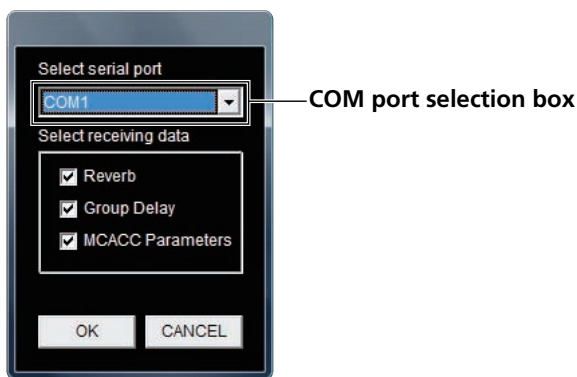 Select serial port
COM1
COM port selection box
Select receiving data
Reverb
Group Delay
MCACC Parameters
OK
CANCEL